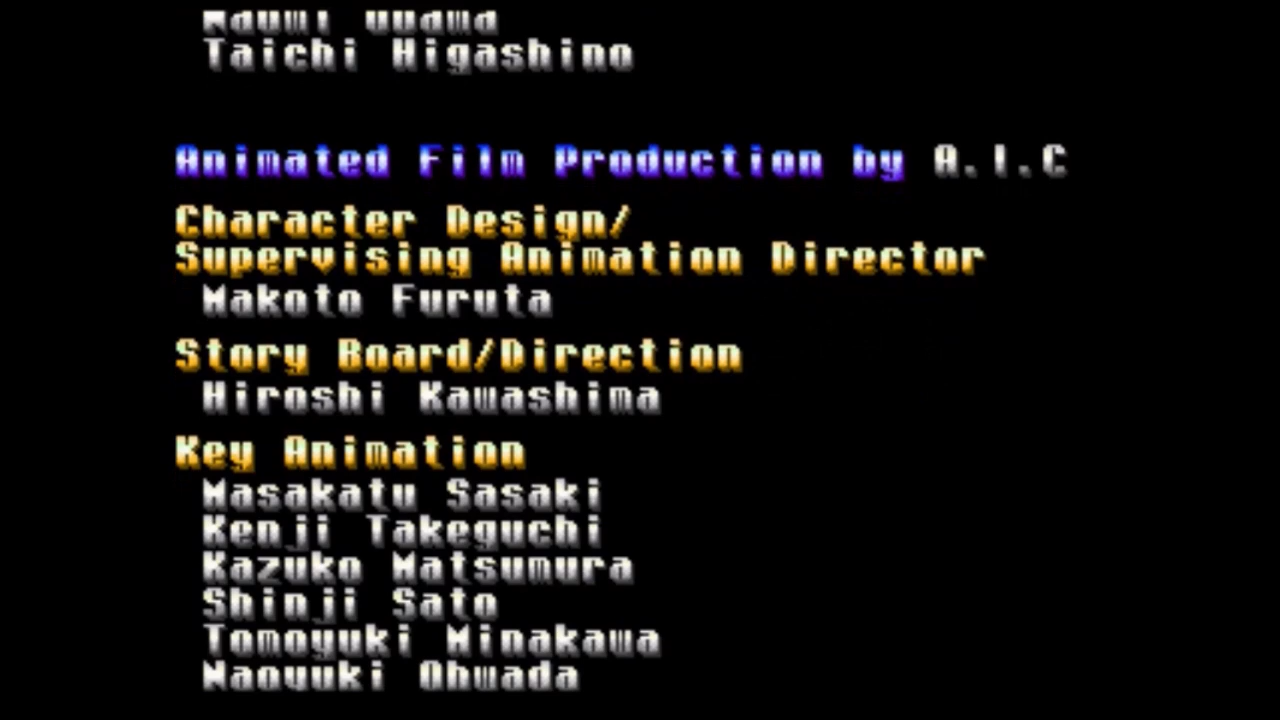 Taichi Higashino
Animated Film Production by A.I.C
Character Design/
Supervising Animation Director
Makoto Furuta
Story Board/Direction
Hiroshi Kawashima
Key Animation
Masakatu Sasaki
Kenji Takeguchi
Kazuko Matsumura
Shinji Sato
Tomoyuki Minakawa
Naoyuki Ohwada